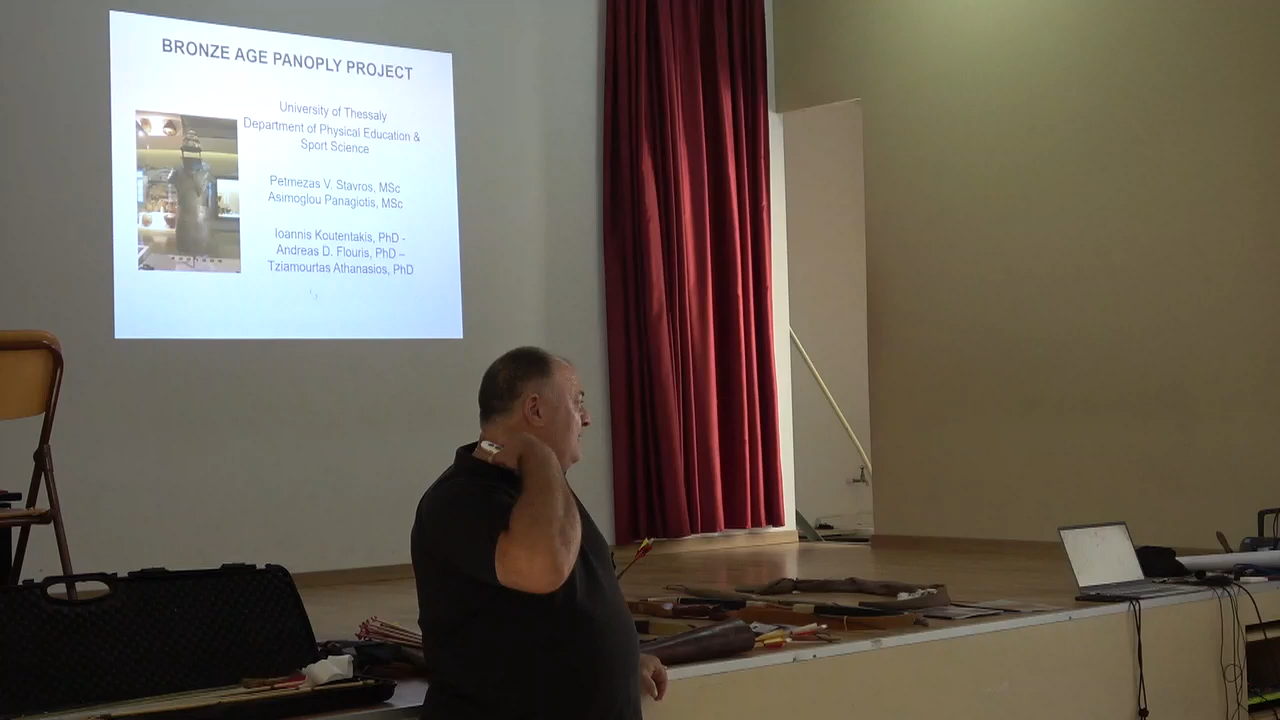 BRONZE AGE PANOPLY PROJECT
University of Thessaly
Department of Physical Education &
Sport Science
Petmezas V. Stavros, MSc
Asimoglou Panagiotis, MSc
Ioannis Koutentakis, PhD -
Andreas D. Flouris, PhD –
Tziamourtas Athanasios, PhD